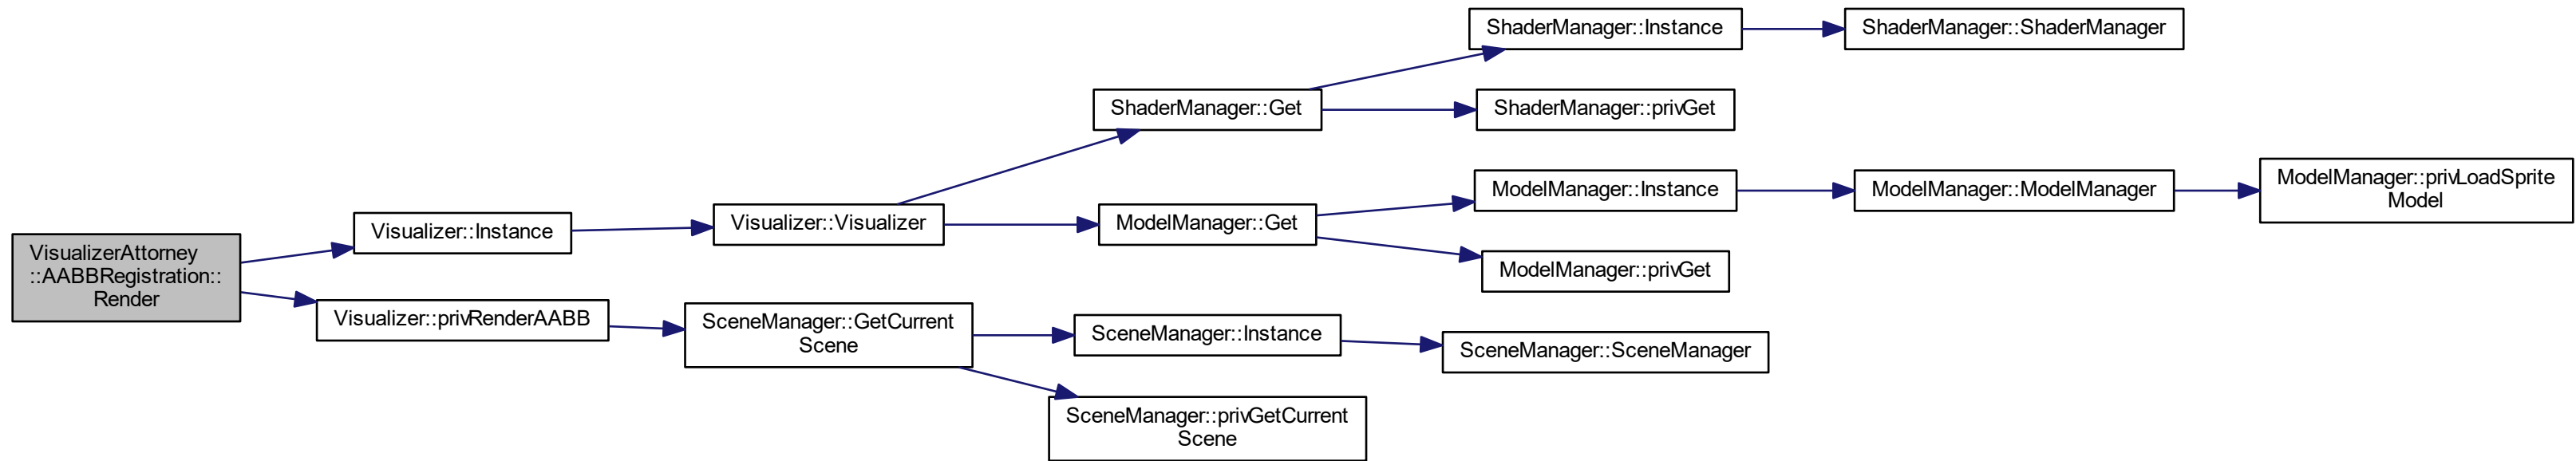 ShaderManager::Instance
ShaderManager::ShaderManager
ShaderManager::Get
ShaderManager::privGet
ModelManager::Instance
ModelManager::ModelManager
ModelManager::privLoadSprite
Model
Visualizer::Instance
Visualizer::Visualizer
ModelManager::Get
ModelManager::privGet
VisualizerAttorney
::AABBRegistration::
Render
Visualizer::privRenderAABB
SceneManager::GetCurrent
Scene
SceneManager::Instance
SceneManager::SceneManager
SceneManager::privGetCurrent
Scene